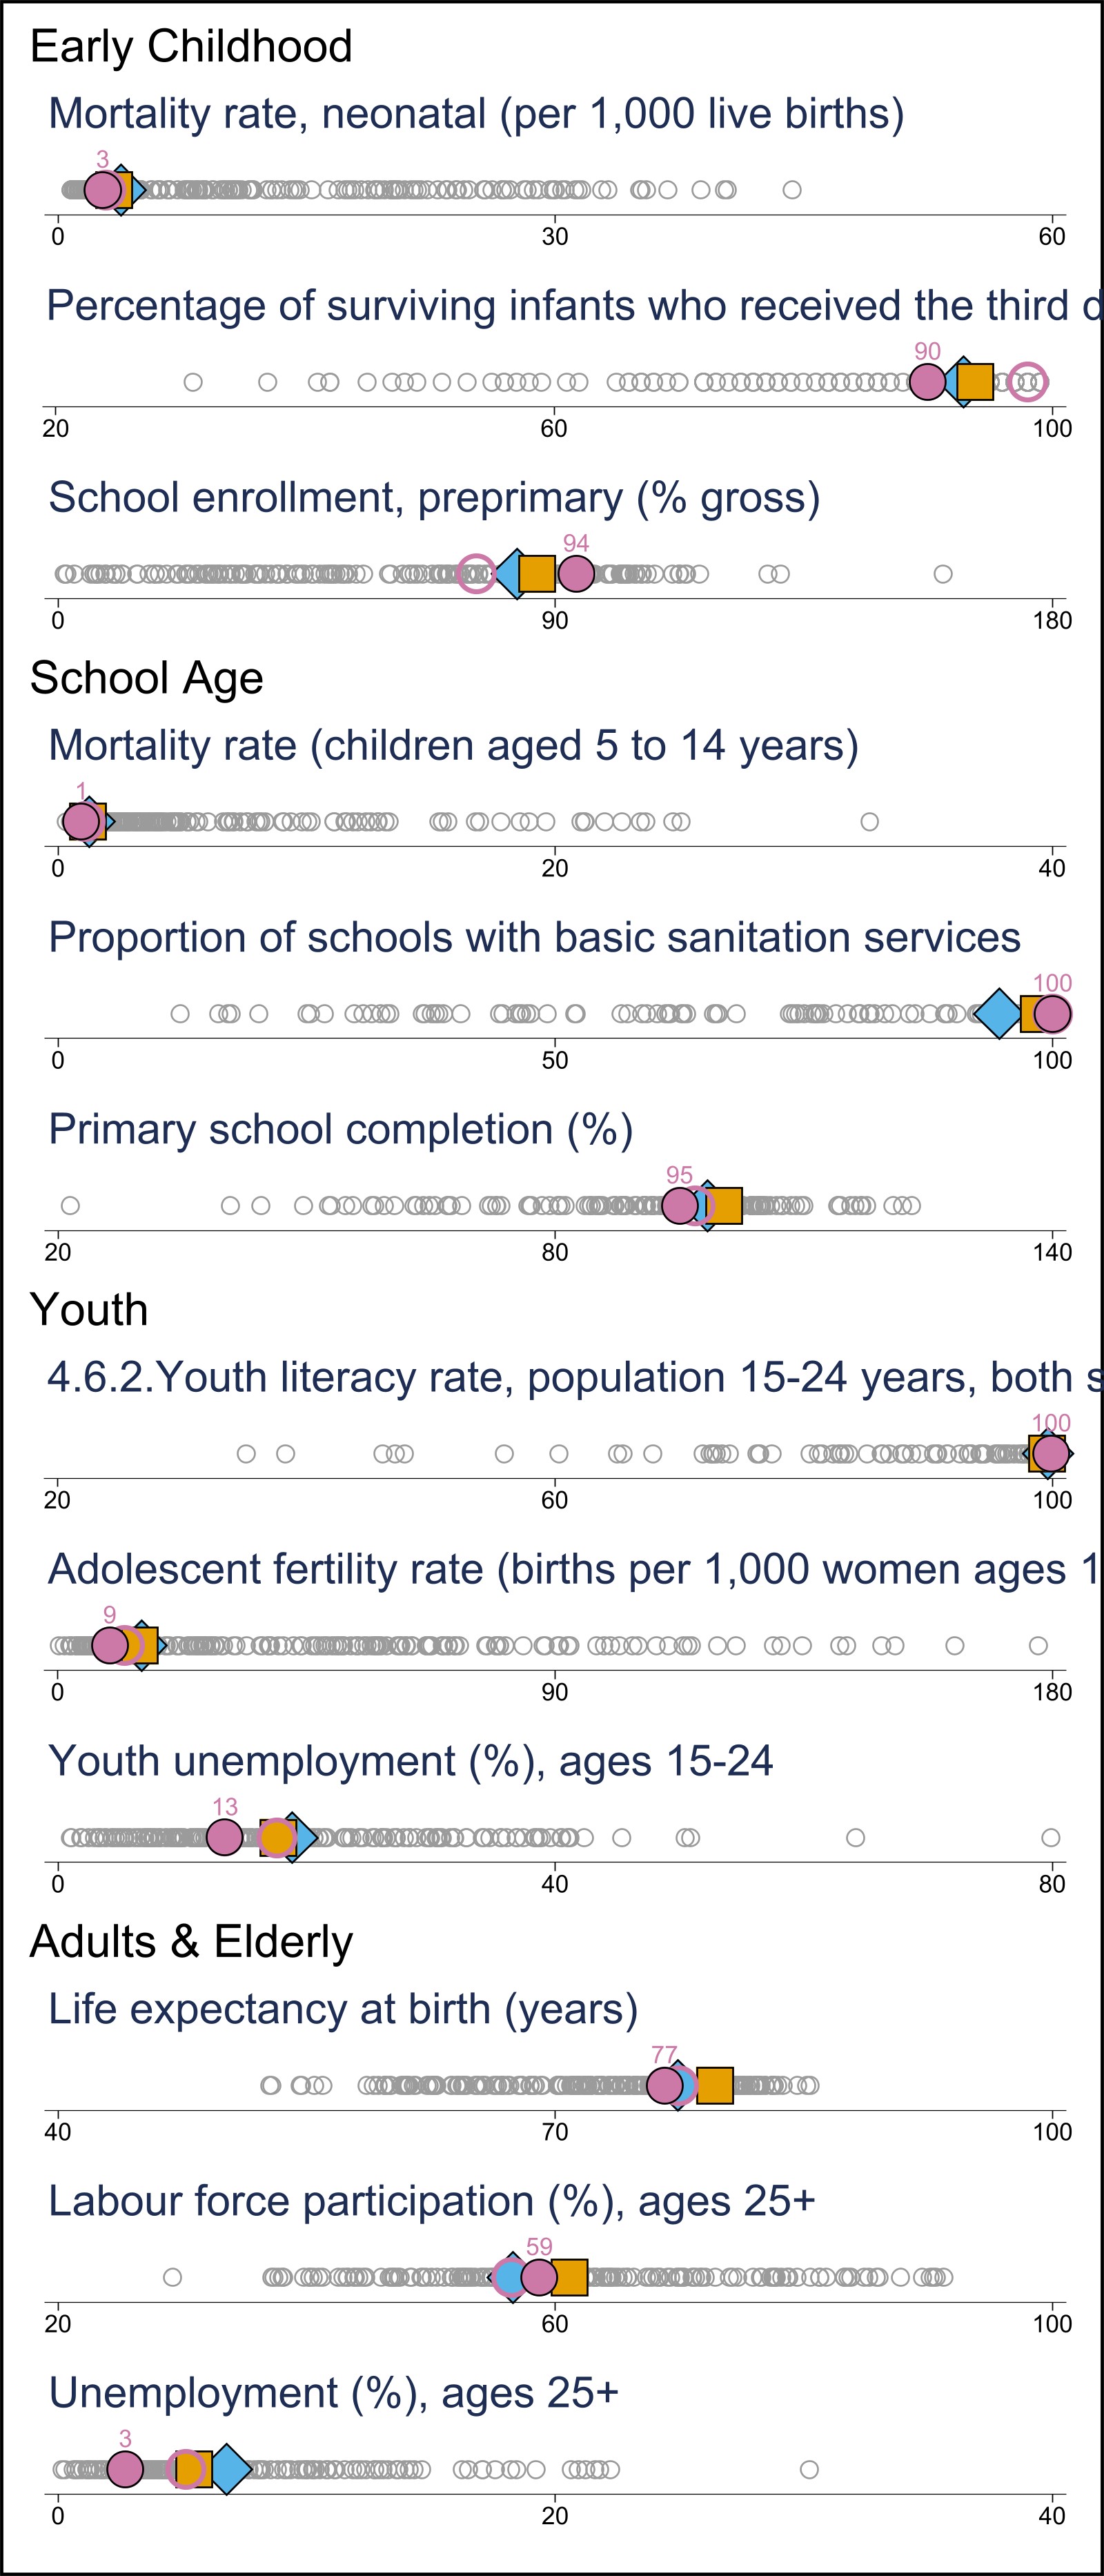 Early Childhood
Mortality rate, neonatal (per 1,000 live births)
3
0 30 60
Percentage of surviving infants who received the third d
90
20 60 100
School enrollment, preprimary (% gross)
94
0 90 180
School Age
Mortality rate (children aged 5 to 14 years)
1
0 20 40
Proportion of schools with basic sanitation services
100
0 50 100
Primary school completion (%)
95
20 80 140
Youth
4.6.2.Youth literacy rate, population 15-24 years, both s
100
20 60 100
Adolescent fertility rate (births per 1,000 women ages 1
9
0 90 180
Youth unemployment (%), ages 15-24
13
0 40 80
Adults & Elderly
Life expectancy at birth (years)
77
40 70 100
Labour force participation (%), ages 25+
59
20 60 100
Unemployment (%), ages 25+
3
0 20 40